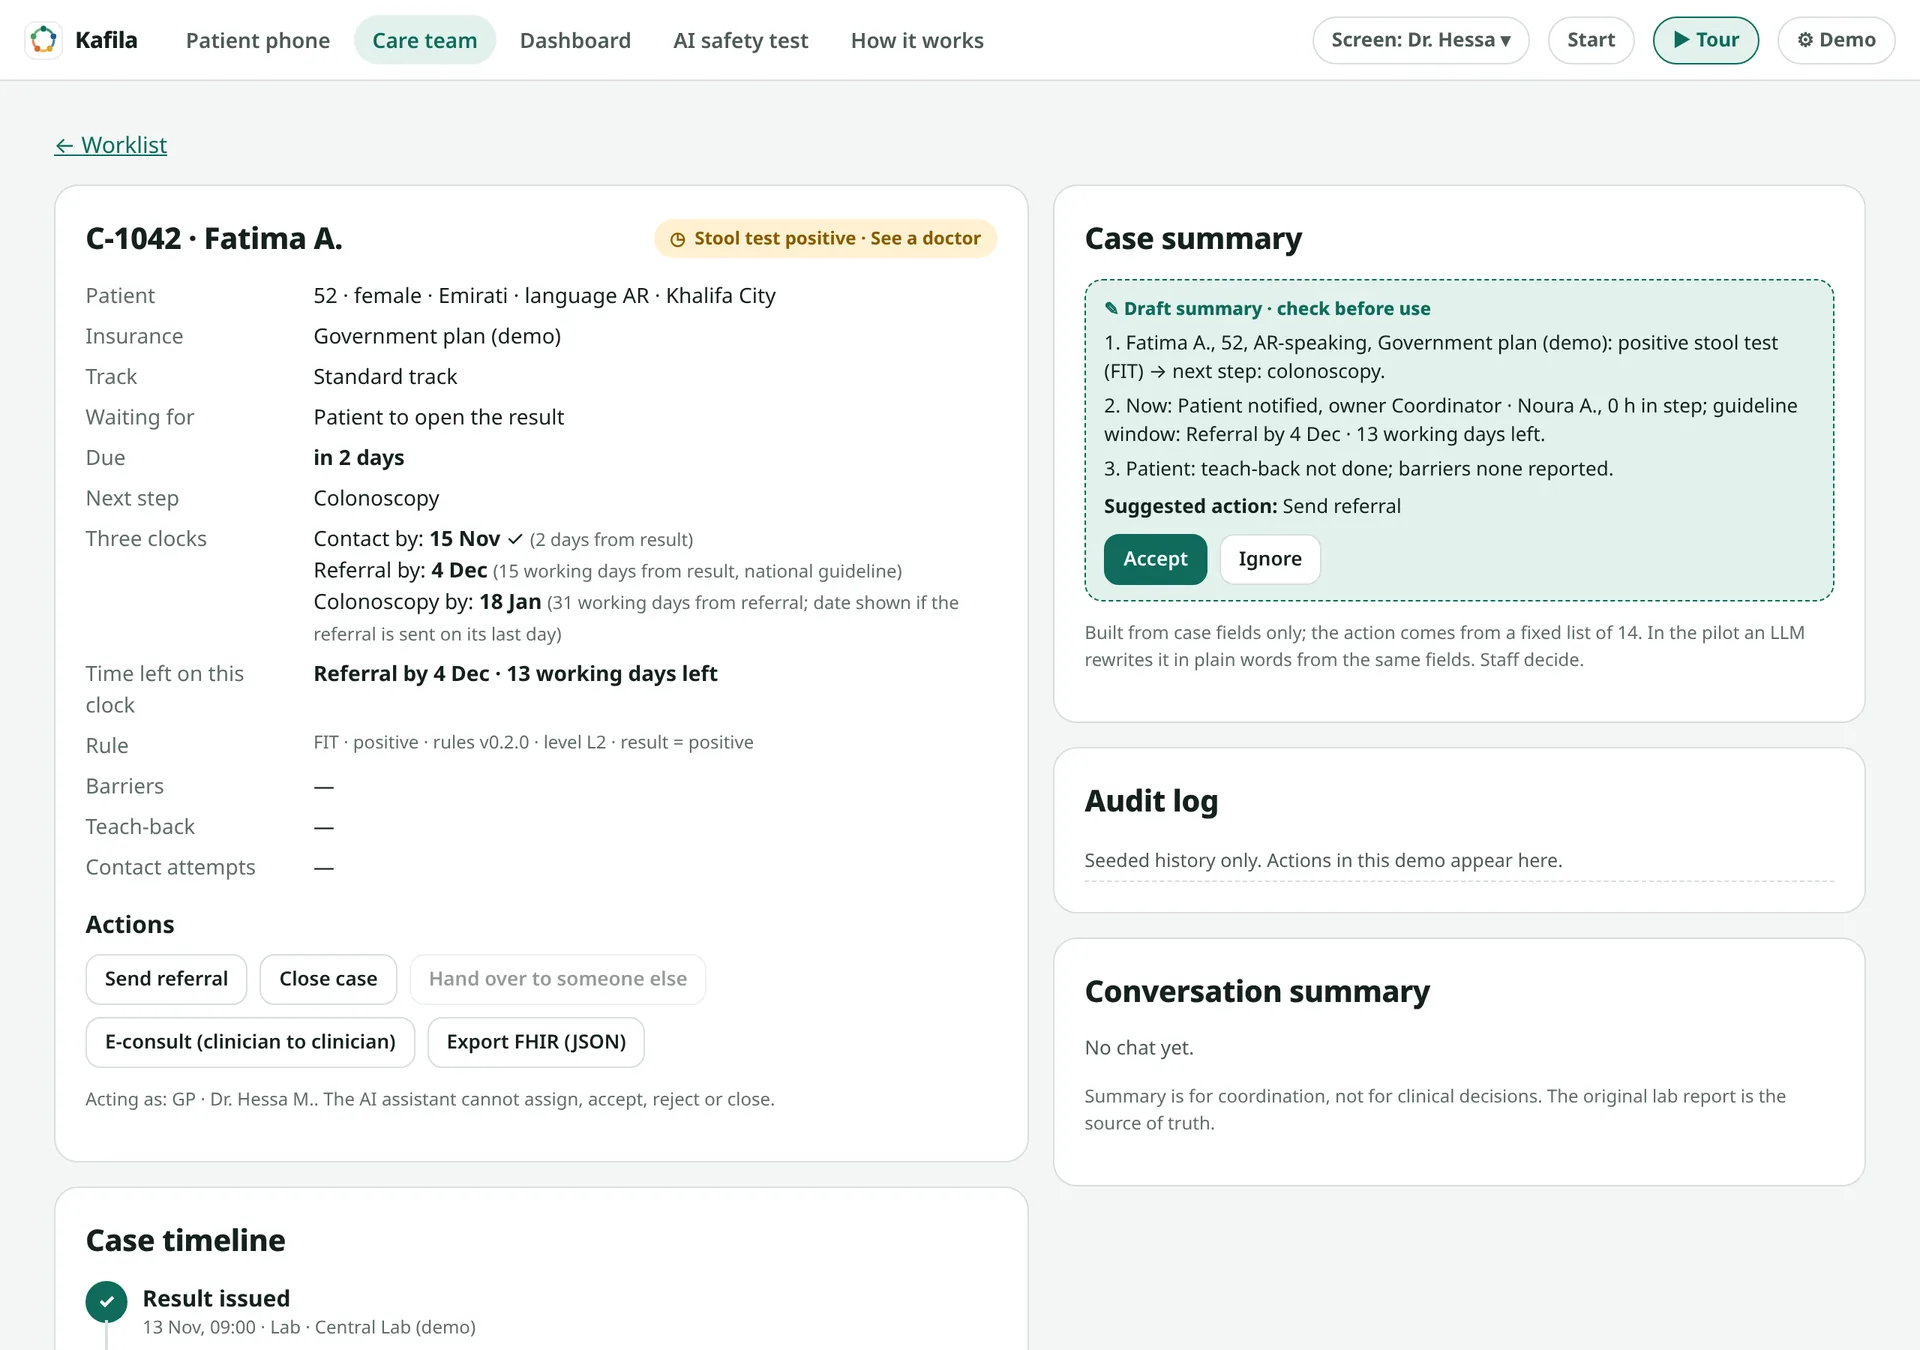 Kafila
Patient phone
Care team
Dashboard
AI safety test
How it works
Screen: Dr. Hessa ▾
Start
▶ Tour
⚙ Demo
← Worklist
C-1042 · Fatima A.
◷ Stool test positive · See a doctor
Patient 52 · female · Emirati · language AR · Khalifa City
Insurance Government plan (demo)
Track Standard track
Waiting for Patient to open the result
Due in 2 days
Next step Colonoscopy
Three clocks Contact by: 15 Nov ✓ (2 days from result)
Referral by: 4 Dec (15 working days from result, national guideline)
Colonoscopy by: 18 Jan (31 working days from referral; date shown if the
referral is sent on its last day)
Time left on this Referral by 4 Dec · 13 working days left
clock
Rule FIT · positive · rules v0.2.0 · level L2 · result = positive
Barriers —
Teach-back —
Contact attempts —
Actions
Send referral
Close case
Hand over to someone else
E-consult (clinician to clinician)
Export FHIR (JSON)
Acting as: GP · Dr. Hessa M.. The AI assistant cannot assign, accept, reject or close.
Case timeline
Result issued
13 Nov, 09:00 · Lab · Central Lab (demo)
Case summary
✎ Draft summary · check before use
1. Fatima A., 52, AR-speaking, Government plan (demo): positive stool test
(FIT) → next step: colonoscopy.
2. Now: Patient notified, owner Coordinator · Noura A., 0 h in step; guideline
window: Referral by 4 Dec · 13 working days left.
3. Patient: teach-back not done; barriers none reported.
Suggested action: Send referral
Accept
Ignore
Built from case fields only; the action comes from a fixed list of 14. In the pilot an LLM
rewrites it in plain words from the same fields. Staff decide.
Audit log
Seeded history only. Actions in this demo appear here.
Conversation summary
No chat yet.
Summary is for coordination, not for clinical decisions. The original lab report is the
source of truth.